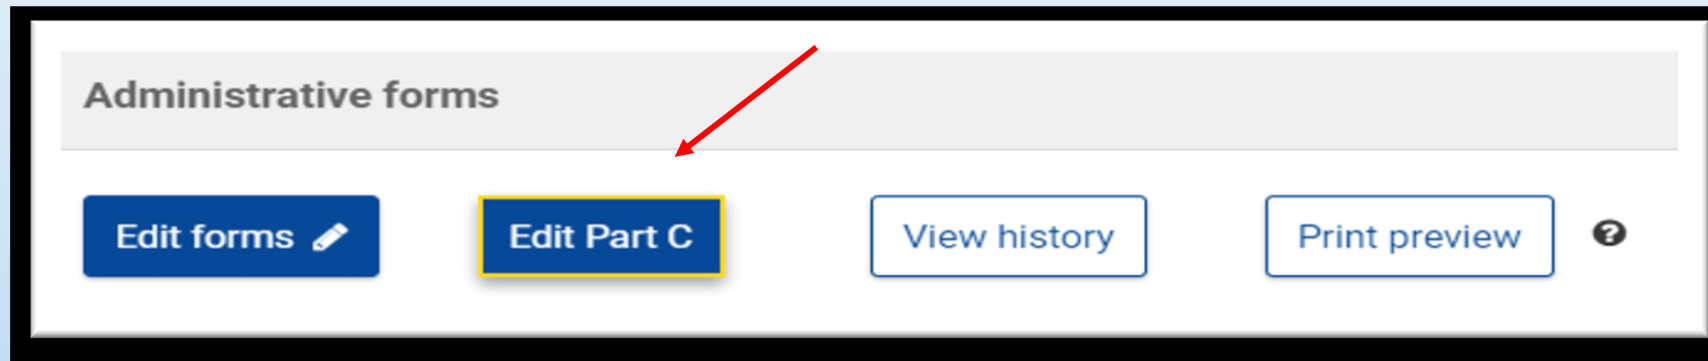 Administrative forms
Edit forms
Edit Part C
View history
Print preview
?